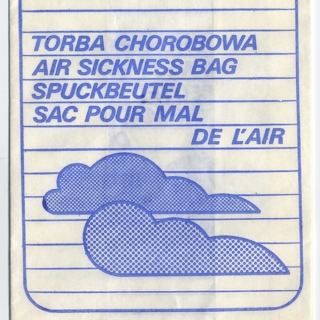 TORBA CHOROBOWA
AIR SICKNESS BAG
SPUCKBEUTEL
SAC POUR MAL
DE L'AIR